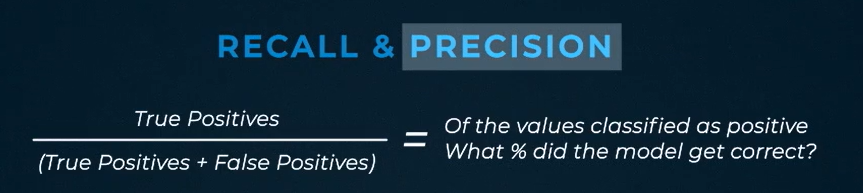 RECALL & PRECISION
True Positives
(True Positives + False Positives)
=
Of the values classified as positive
What % did the model get correct?